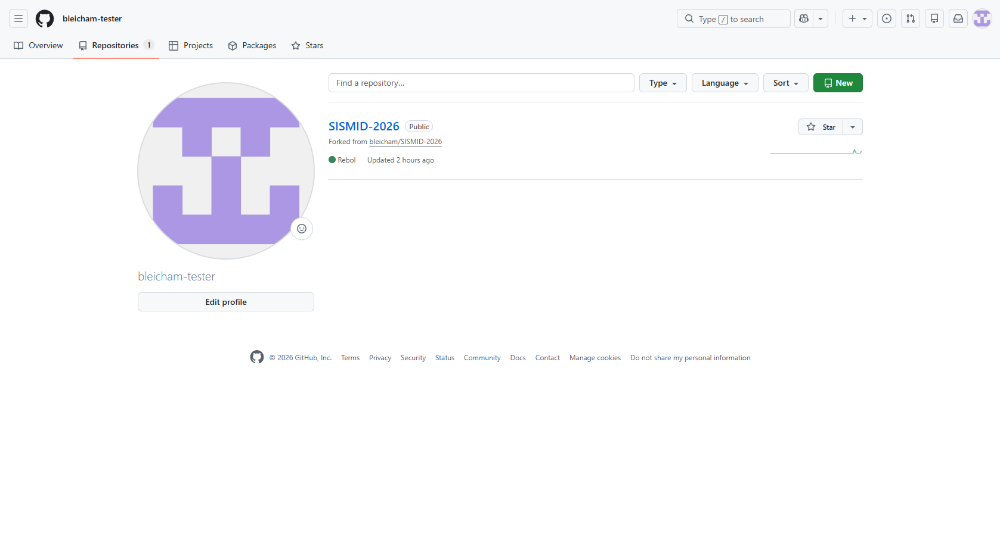 bleicham-tester
Type / to search
Overview
Repositories 1
Projects
Packages
Stars
Find a repository...
Type
Language
Sort
New
SISMID-2026 Public
Star
Forked from bleicham/SISMID-2026
Rebol Updated 2 hours ago
bleicham-tester
Edit profile
© 2026 GitHub, Inc. Terms Privacy Security Status Community Docs Contact Manage cookies Do not share my personal information